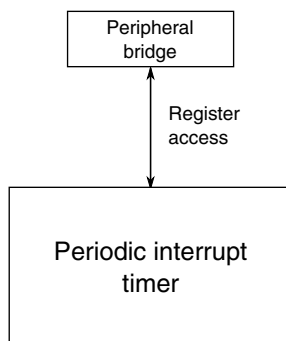 Peripheral
bridge
Register
access
Periodic interrupt
timer